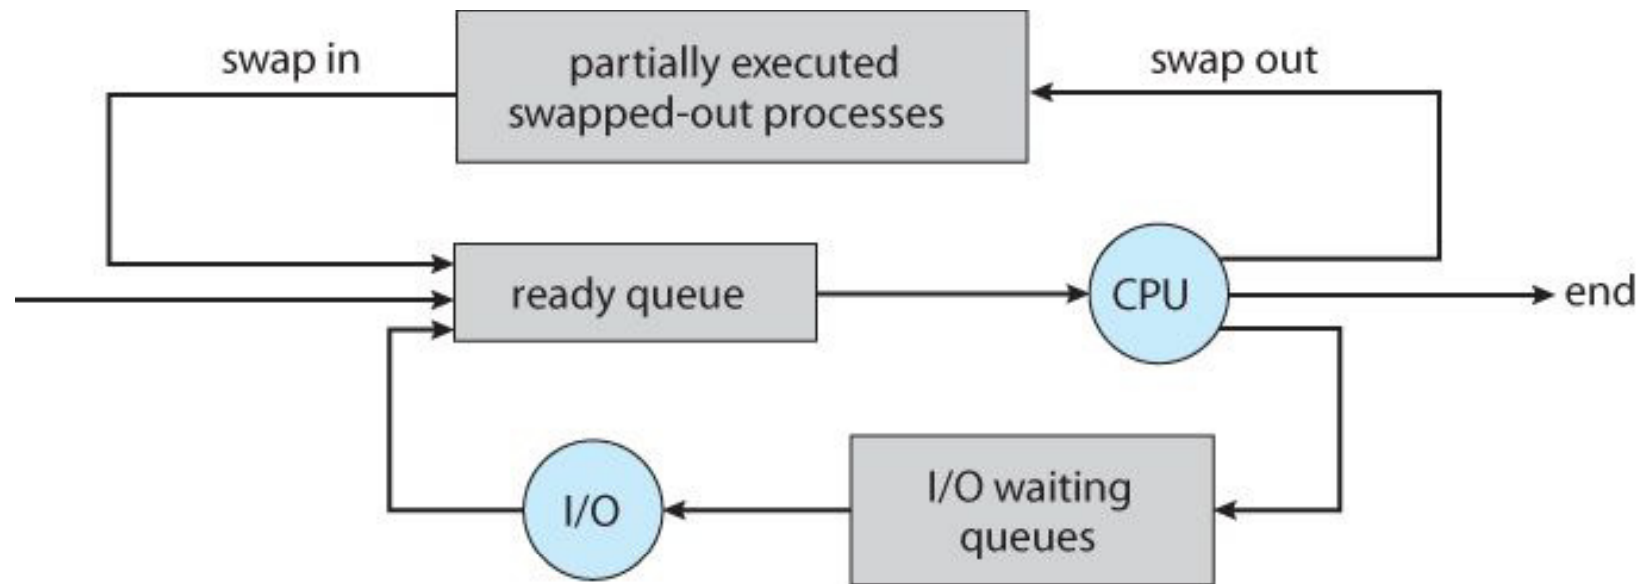 swap in
partially executed
swapped-out processes
swap out
ready queue
CPU
end
I/O
I/O waiting
queues